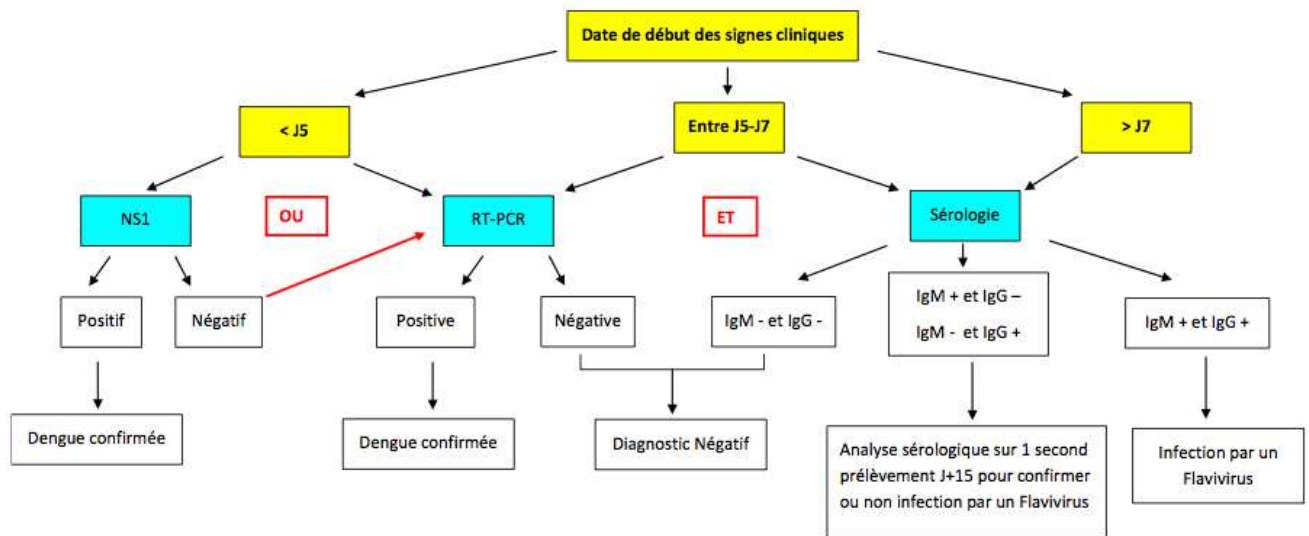 Date de début des signes cliniques
< J5
Entre J5-J7
> J7
NS1
OU
RT-PCR
ET
Sérologie
Positif
Négatif
Positive
Négative
IgM - et IgG -
IgM + et IgG –
IgM - et IgG +
IgM + et IgG +
Dengue confirmée
Dengue confirmée
Diagnostic Négatif
Analyse sérologique sur 1 second
prélèvement J+15 pour confirmer
ou non infection par un Flavivirus
Infection par un
Flavivirus